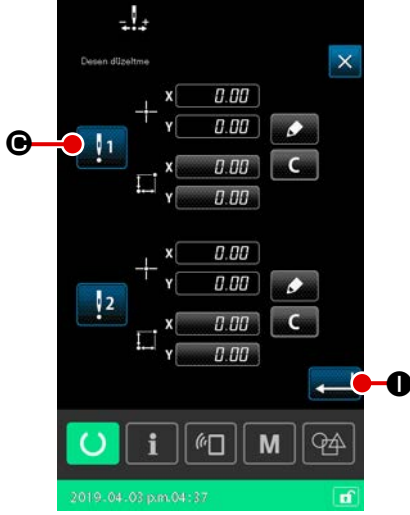 Desen düzeltme
X 0.00
Y 0.00
C 1
X 0.00
C
Y 0.00
X 0.00
Y 0.00
2
X 0.00
C
Y 0.00
I
i M
2019.04.03 p.m.04:37